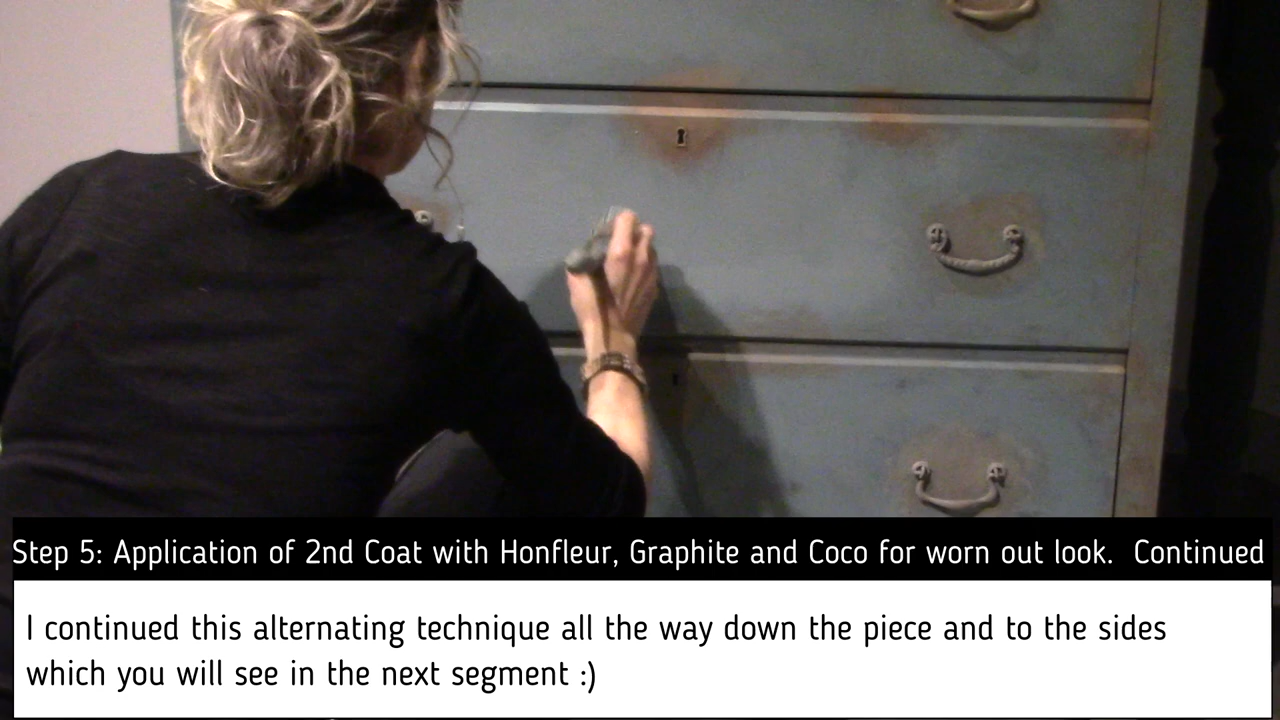 Step 5: Application of 2nd Coat with Honfleur, Graphite and Coco for worn out look.  Continued
I continued this alternating technique all the way down the piece and to the sides
which you will see in the next segment :)